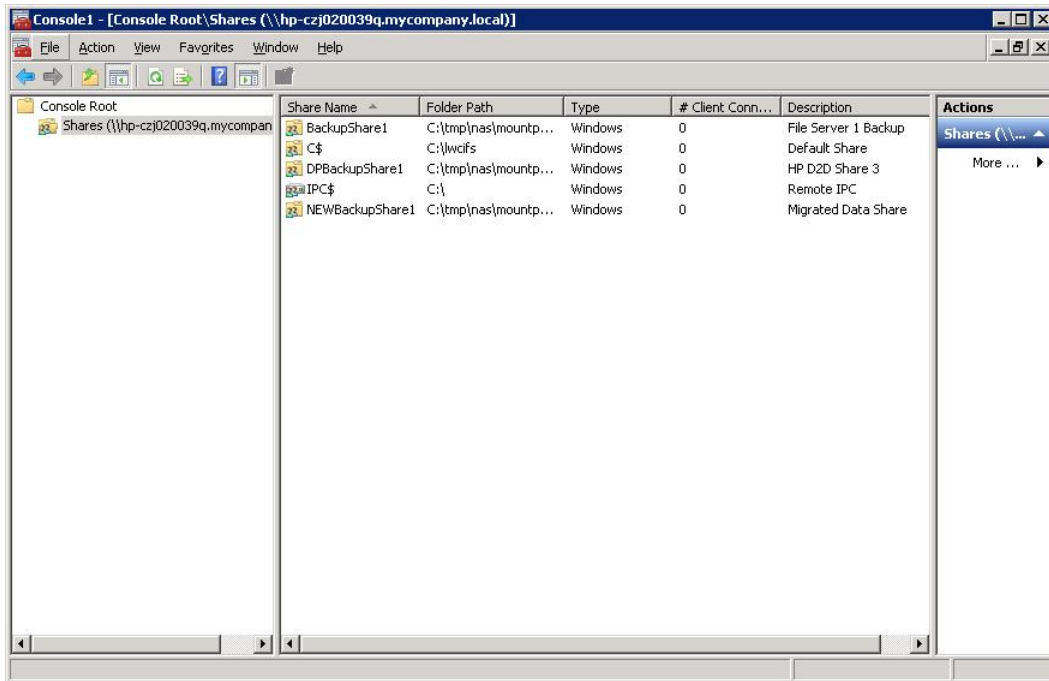 Console1 - [Console Root\Shares (\\hp-czj020039q.mycompany.local)]
File Action View Favorites Window Help
Console Root
Shares (\\hp-czj020039q.mycompan
Share Name Folder Path Type # Client Conn... Description
BackupShare1 C:\tmp\nas\mountp... Windows 0 File Server 1 Backup
C$ C:\lwcifs Windows 0 Default Share
DPBackupShare1 C:\tmp\nas\mountp... Windows 0 HP D2D Share 3
IPC$ C:\ Windows 0 Remote IPC
NEWBackupShare1 C:\tmp\nas\mountp... Windows 0 Migrated Data Share
Actions
Shares (\\...
More ...